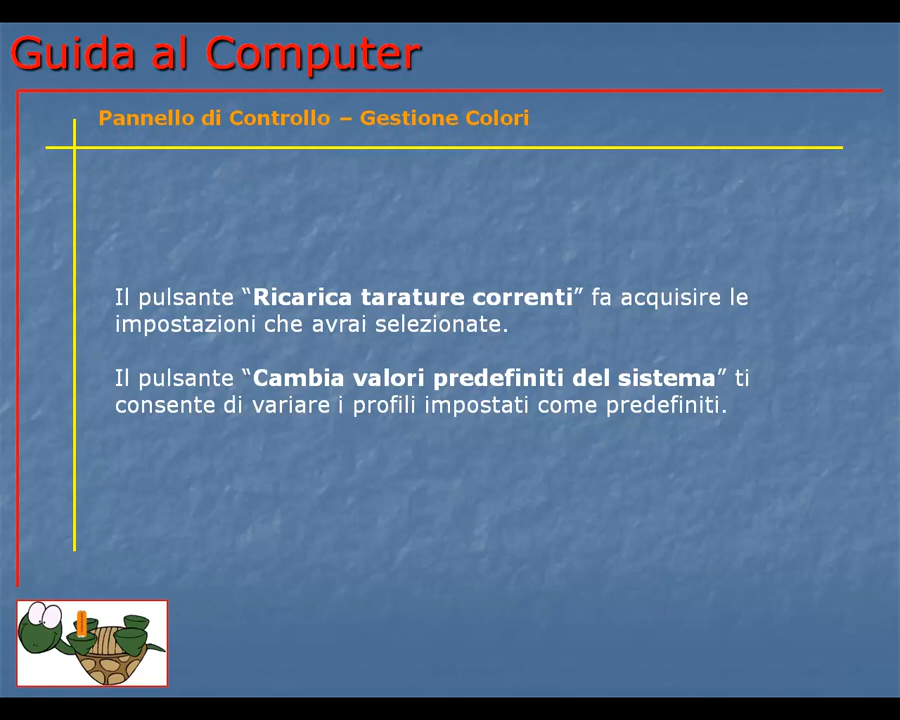 Guida al Computer
Pannello di Controllo – Gestione Colori
Il pulsante “Ricarica tarature correnti” fa acquisire le
impostazioni che avrai selezionate.
Il pulsante “Cambia valori predefiniti del sistema” ti
consente di variare i profili impostati come predefiniti.